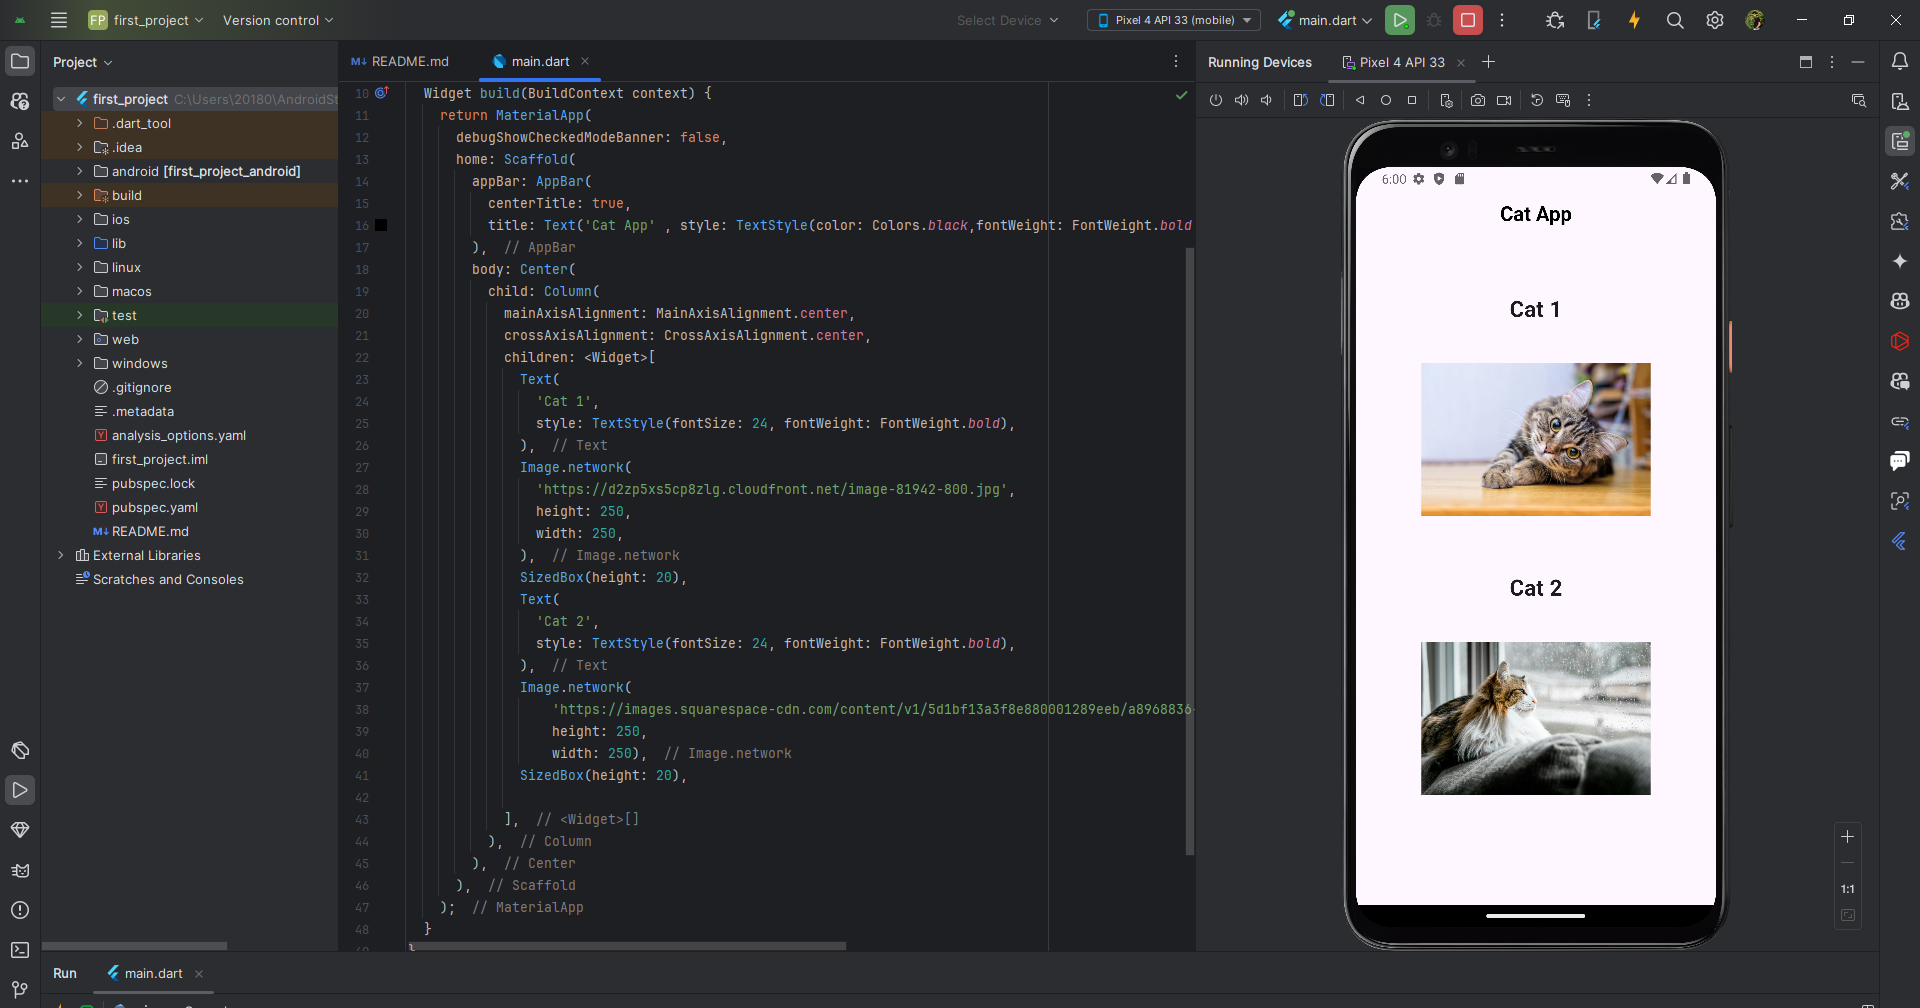 FP first_project
Version control
Select Device
Pixel 4 API 33 (mobile)
main.dart
Project
README.md
main.dart
Running Devices
Pixel 4 API 33
first_project C:\Users\20180\AndroidSt
.dart_tool
.idea
android [first_project_android]
build
ios
lib
linux
macos
test
web
windows
.gitignore
.metadata
analysis_options.yaml
first_project.iml
pubspec.lock
pubspec.yaml
README.md
External Libraries
Scratches and Consoles
10 Widget build(BuildContext context) {
11 return MaterialApp(
12 debugShowCheckedModeBanner: false,
13 home: Scaffold(
14 appBar: AppBar(
15 centerTitle: true,
16 title: Text('Cat App' , style: TextStyle(color: Colors.black,fontWeight: FontWeight.bold
17 ), // AppBar
18 body: Center(
19 child: Column(
20 mainAxisAlignment: MainAxisAlignment.center,
21 crossAxisAlignment: CrossAxisAlignment.center,
22 children: <Widget>[
23 Text(
24 'Cat 1',
25 style: TextStyle(fontSize: 24, fontWeight: FontWeight.bold),
26 ), // Text
27 Image.network(
28 'https://d2zp5xs5cp8zlg.cloudfront.net/image-81942-800.jpg',
29 height: 250,
30 width: 250,
31 ), // Image.network
32 SizedBox(height: 20),
33 Text(
34 'Cat 2',
35 style: TextStyle(fontSize: 24, fontWeight: FontWeight.bold),
36 ), // Text
37 Image.network(
38 'https://images.squarespace-cdn.com/content/v1/5d1bf13a3f8e880001289eeb/a8968836-
39 height: 250,
40 width: 250), // Image.network
41 SizedBox(height: 20),
42
43 ], // <Widget>[]
44 ), // Column
45 ), // Center
46 ), // Scaffold
47 ); // MaterialApp
48 }
6:00
Cat App
Cat 1
Cat 2
1:1
Run
main.dart